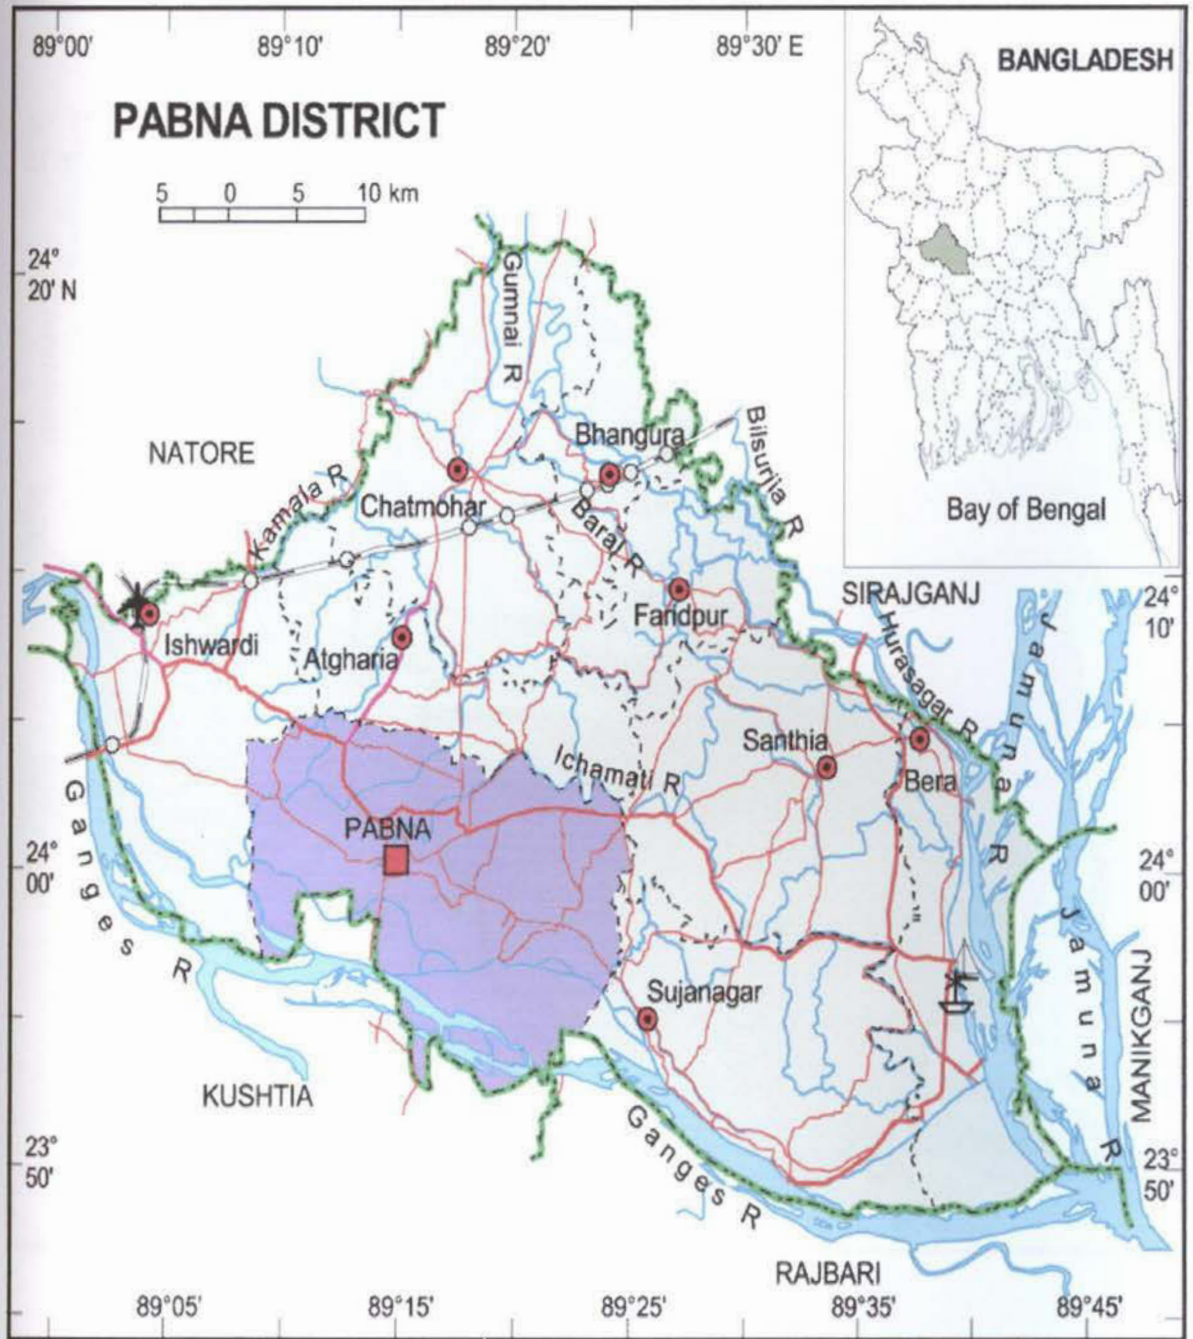 89°00'
89°10'
89°20'
89°30' E
BANGLADESH
PABNA DISTRICT
5 0 5 10 km
24°
20' N
Gumnai R
NATORE
Kamala R
Bhangura
Bilsurjia R
Chatmohar
Baral R
Bay of Bengal
SIRAJGANJ
24°
10'
Ishwardi
Atgharia
Faridpur
Hurasagar R
Jamuna R
Santhia
Bera
Ichamati R
Ganges R
PABNA
24°
00'
24°
00'
Jamuna R
MANIKGANJ
Sujanagar
KUSHTIA
Ganges R
23°
50'
23°
50'
RAJBARI
89°05'
89°15'
89°25'
89°35'
89°45'